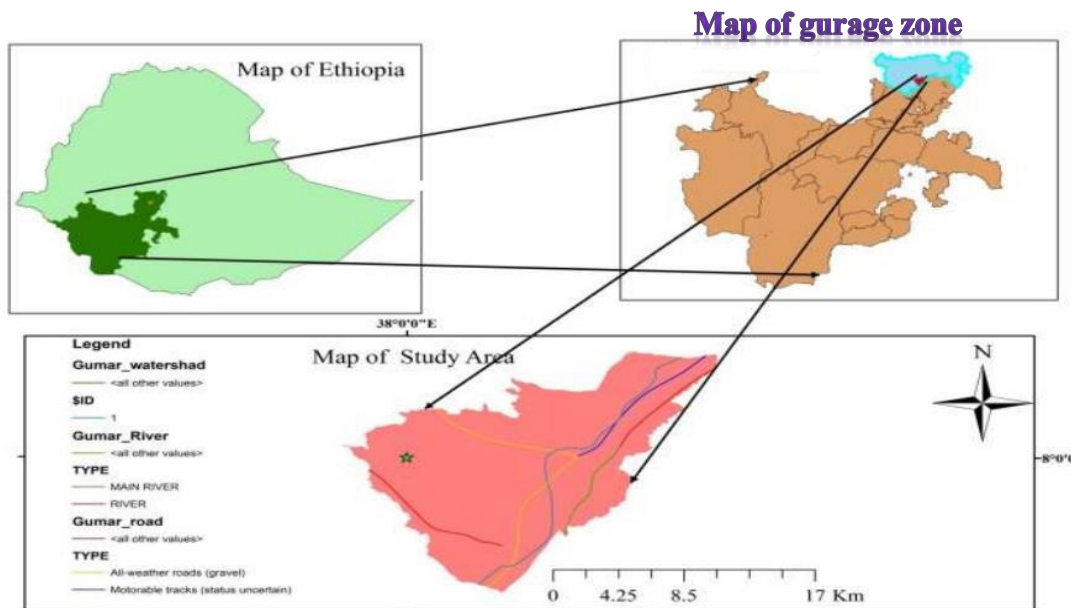 Map of gurage zone
Map of Ethiopia
38°0'0"E
Legend
Gumar_watershad
<all other values>
$ID
1
Gumar_River
<all other values>
TYPE
MAIN RIVER
RIVER
Gumar_road
<all other values>
TYPE
All-weather roads (gravel)
Motorable tracks (status uncertain)
Map of Study Area
N
8°0'0
0 4.25 8.5 17 Km